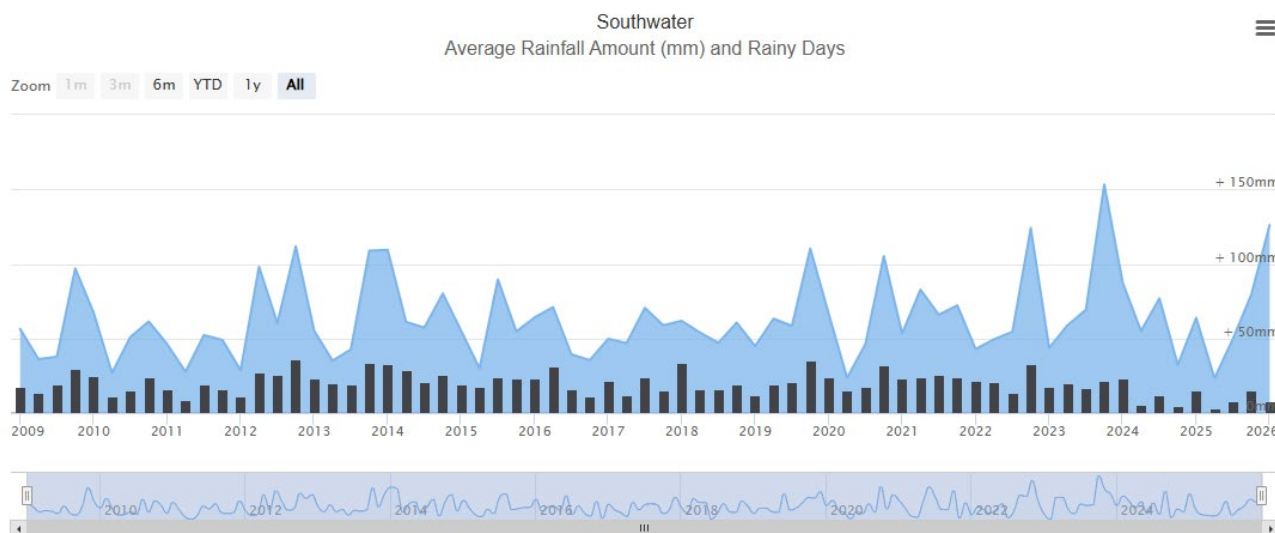 Southwater
Average Rainfall Amount (mm) and Rainy Days
Zoom 1m 3m 6m YTD 1y All
+ 150mm
+ 100mm
+ 50mm
0mm
2009 2010 2011 2012 2013 2014 2015 2016 2017 2018 2019 2020 2021 2022 2023 2024 2025 2026
2010 2012 2014 2016 2018 2020 2022 2024